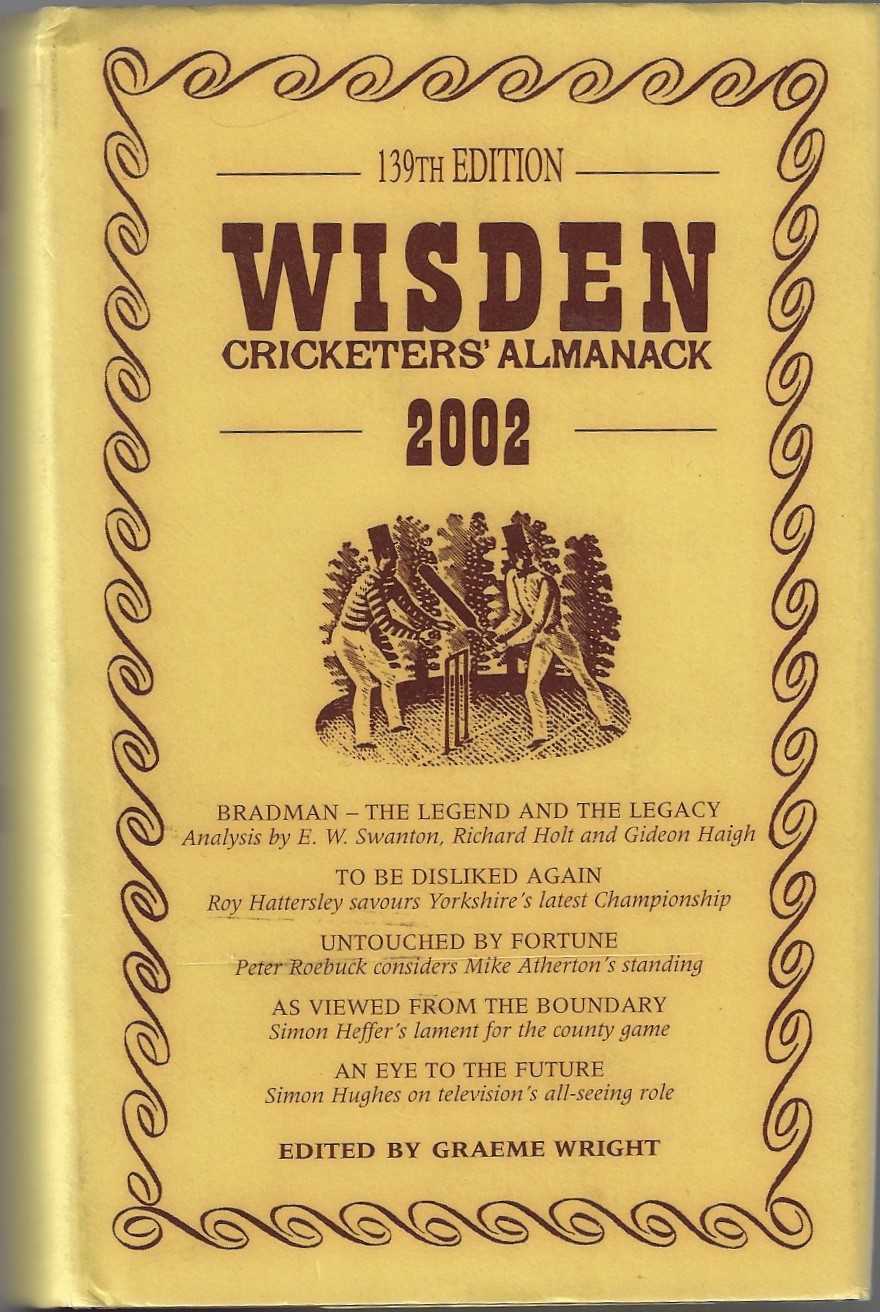 139TH EDITION
WISDEN
CRICKETERS' ALMANACK
2002
BRADMAN – THE LEGEND AND THE LEGACY
Analysis by E. W. Swanton, Richard Holt and Gideon Haigh
TO BE DISLIKED AGAIN
Roy Hattersley savours Yorkshire's latest Championship
UNTOUCHED BY FORTUNE
Peter Roebuck considers Mike Atherton's standing
AS VIEWED FROM THE BOUNDARY
Simon Heffer's lament for the county game
AN EYE TO THE FUTURE
Simon Hughes on television's all-seeing role
EDITED BY GRAEME WRIGHT